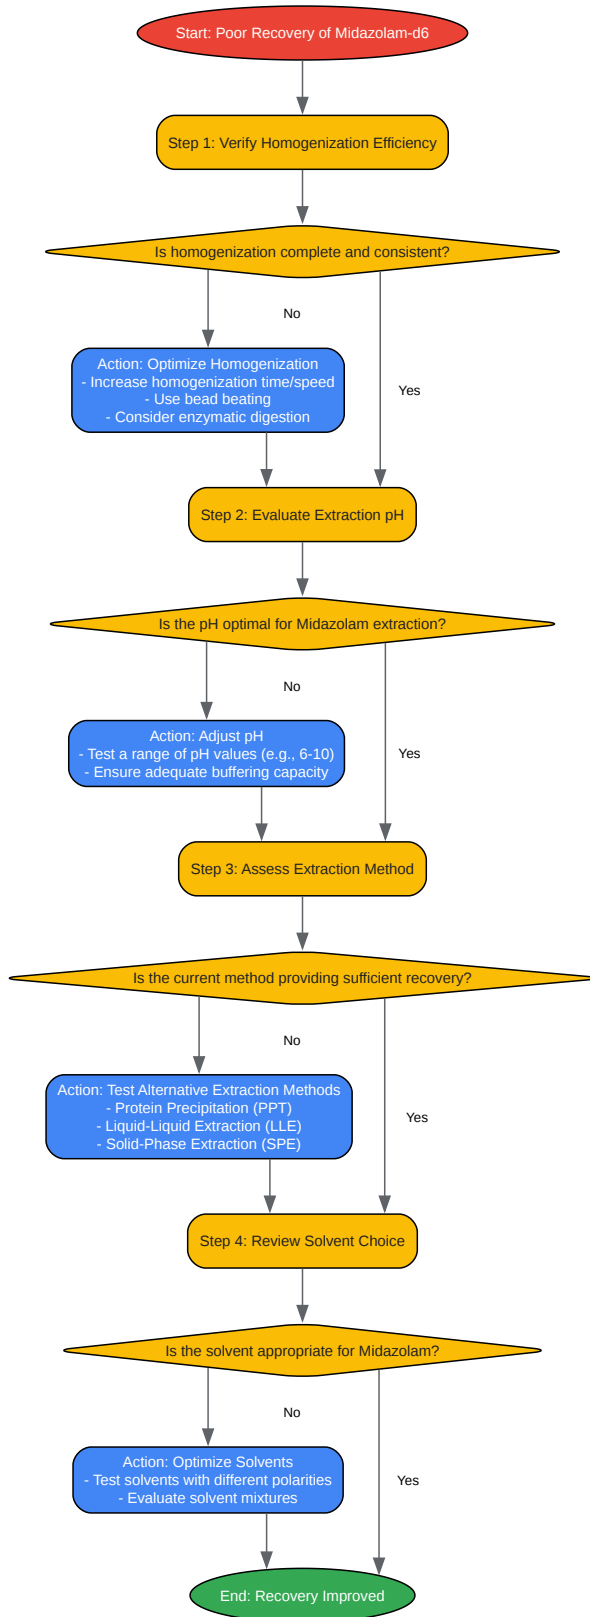 Start: Poor Recovery of Midazolam-d6
Step 1: Verify Homogenization Efficiency
Is homogenization complete and consistent?
No
Action: Optimize Homogenization
- Increase homogenization time/speed
- Use bead beating
- Consider enzymatic digestion
Yes
Step 2: Evaluate Extraction pH
Is the pH optimal for Midazolam extraction?
No
Action: Adjust pH
- Test a range of pH values (e.g., 6-10)
- Ensure adequate buffering capacity
Yes
Step 3: Assess Extraction Method
Is the current method providing sufficient recovery?
No
Action: Test Alternative Extraction Methods
- Protein Precipitation (PPT)
- Liquid-Liquid Extraction (LLE)
- Solid-Phase Extraction (SPE)
Yes
Step 4: Review Solvent Choice
Is the solvent appropriate for Midazolam?
No
Action: Optimize Solvents
- Test solvents with different polarities
- Evaluate solvent mixtures
Yes
End: Recovery Improved